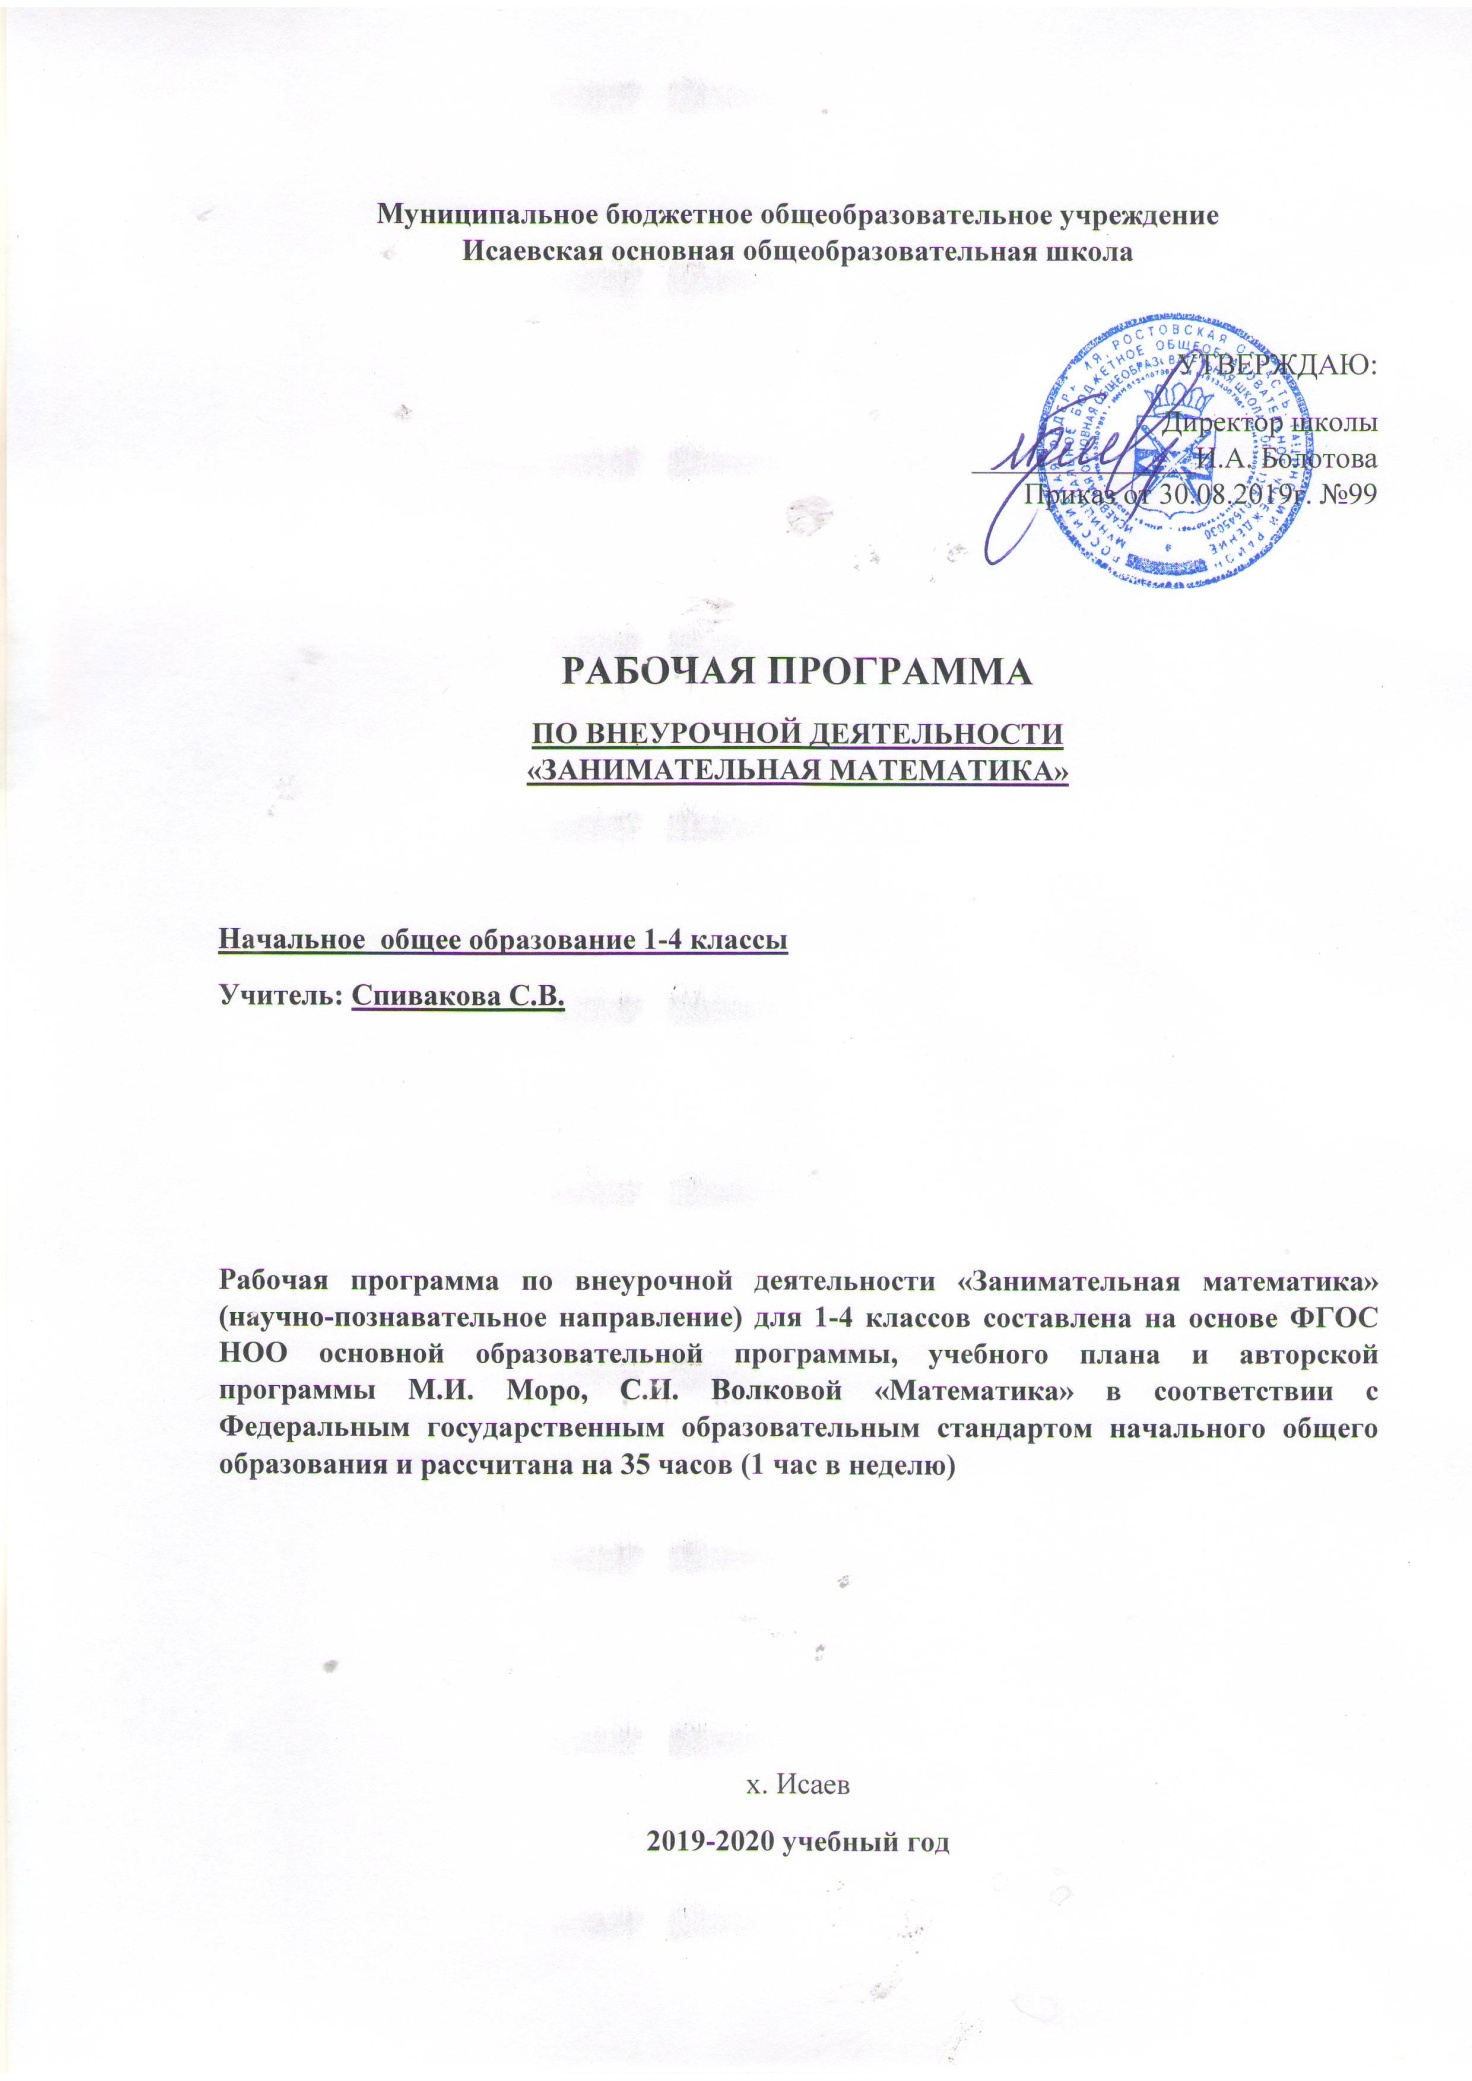 Муниципальное бюджетное общеобразовательное учреждение
Исаевская основная общеобразовательная школа
УТВЕРЖДАЮ:
Директор школы
И.А. Болотова
Приказ от 30.08.2019г. №99
РАБОЧАЯ ПРОГРАММА
ПО ВНЕУРОЧНОЙ ДЕЯТЕЛЬНОСТИ
«ЗАНИМАТЕЛЬНАЯ МАТЕМАТИКА»
Начальное общее образование 1-4 классы
Учитель: Спивакова С.В.
Рабочая программа по внеурочной деятельности «Занимательная математика»
(научно-познавательное направление) для 1-4 классов составлена на основе ФГОС
НОО основной образовательной программы, учебного плана и авторской
программы М.И. Моро, С.И. Волковой «Математика» в соответствии с
Федеральным государственным образовательным стандартом начального общего
образования и рассчитана на 35 часов (1 час в неделю)
х. Исаев
2019-2020 учебный год